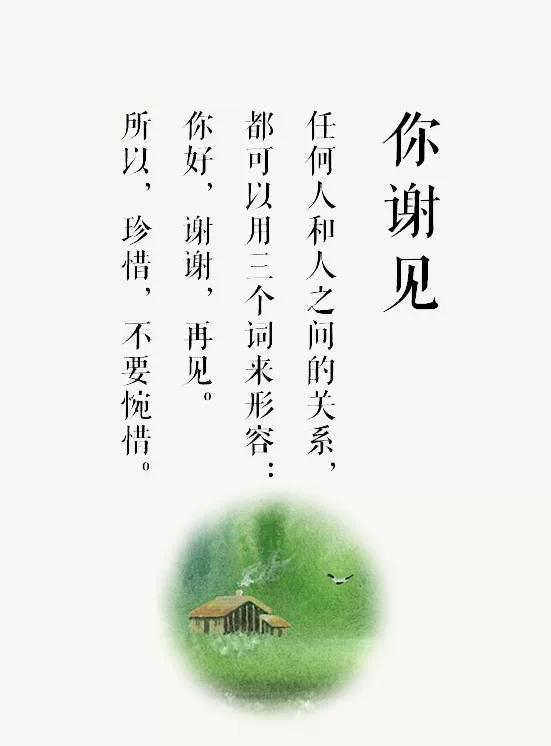 你谢见
任何人和人之间的关系，
都可以用三个词来形容：
你好，谢谢，再见。
所以，珍惜，不要惋惜。